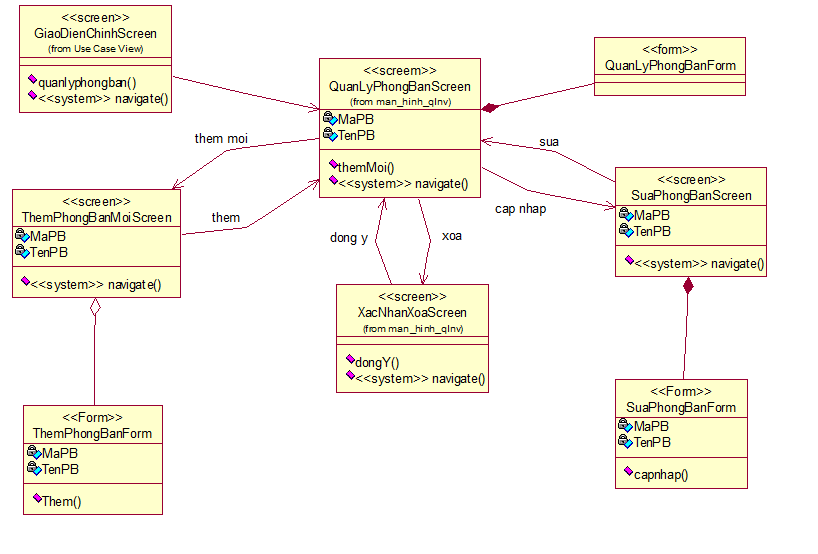 <<screen>>
GiaoDienChinhScreen
(from Use Case View)
quanlyphongban()
<<system>> navigate()
<<screem>>
QuanLyPhongBanScreen
(from man_hinh_qlnv)
MaPB
TenPB
themMoi()
<<system>> navigate()
<<form>>
QuanLyPhongBanForm
them moi
sua
<<screen>>
ThemPhongBanMoiScreen
MaPB
TenPB
<<system>> navigate()
them
cap nhap
<<screen>>
SuaPhongBanScreen
MaPB
TenPB
<<system>> navigate()
dong y
xoa
<<screen>>
XacNhanXoaScreen
(from man_hinh_qlnv)
dongY()
<<system>> navigate()
<<Form>>
ThemPhongBanForm
MaPB
TenPB
Them()
<<Form>>
SuaPhongBanForm
MaPB
TenPB
capnhap()